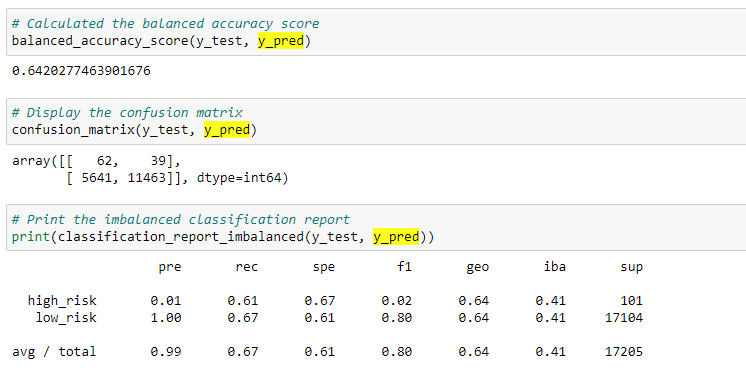 # Calculated the balanced accuracy score
balanced_accuracy_score(y_test, y_pred)
0.6420277463901676
# Display the confusion matrix
confusion_matrix(y_test, y_pred)
array([[   62,    39],
       [ 5641, 11463]], dtype=int64)
# Print the imbalanced classification report
print(classification_report_imbalanced(y_test, y_pred))
pre rec spe f1 geo iba sup
high_risk 0.01 0.61 0.67 0.02 0.64 0.41 101
low_risk 1.00 0.67 0.61 0.80 0.64 0.41 17104
avg / total 0.99 0.67 0.61 0.80 0.64 0.41 17205